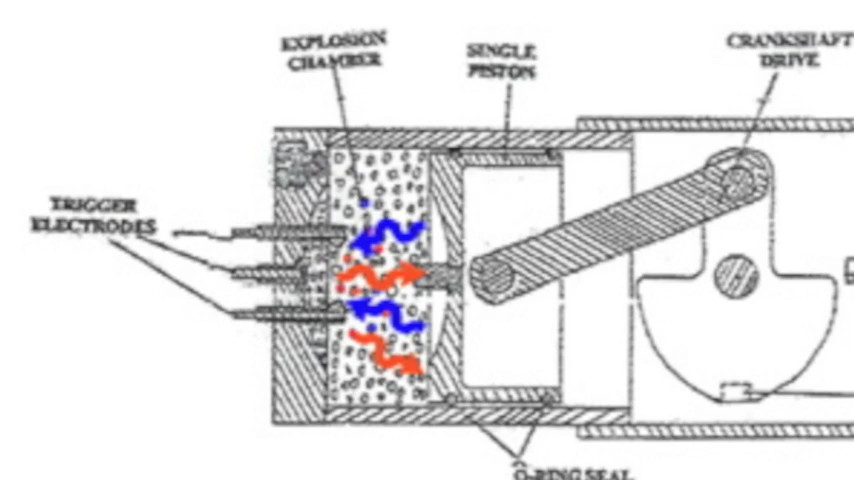 EXPLOSION
CHAMBER
SINGLE
PISTON
CRANKSHAFT
DRIVE
TRIGGER
ELECTRODES
O-RING SEAL